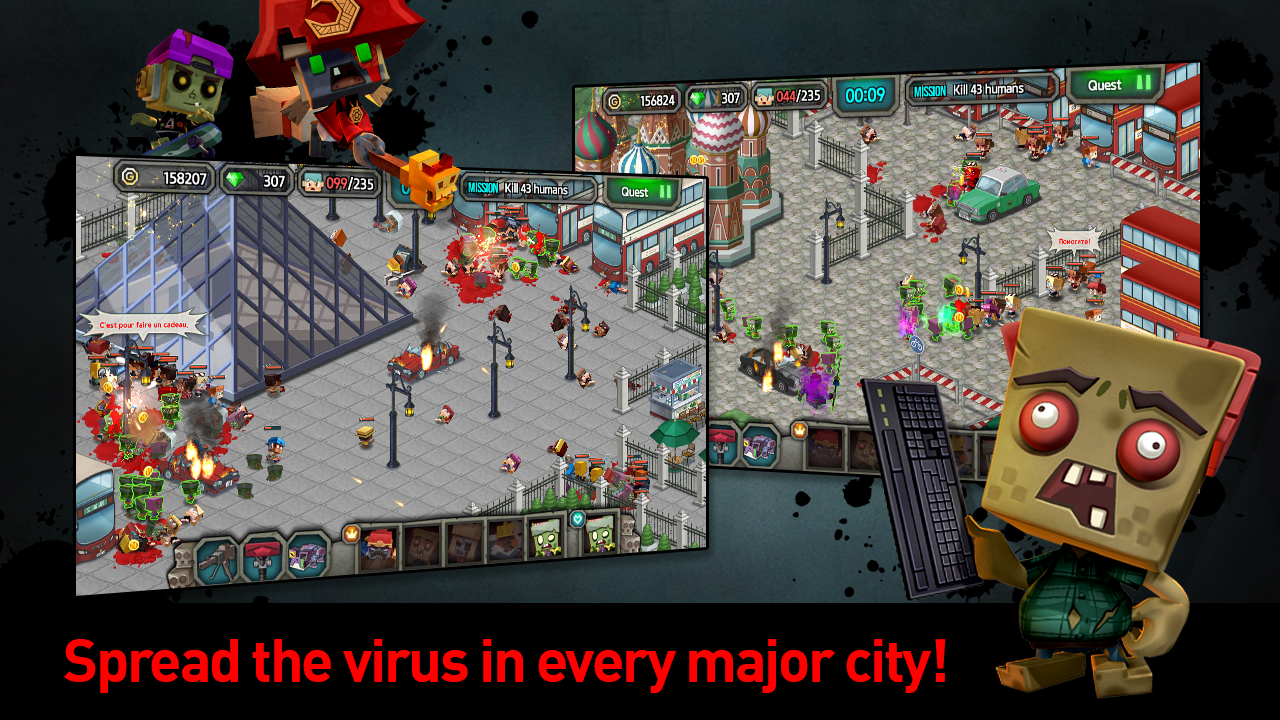 158207
307
099/235
MISSION Kill 43 humans
Quest
C'est pour faire un cadeau.
156824
307
044/235
00:09
MISSION Kill 43 humans
Quest
Помогите!
Spread the virus in every major city!